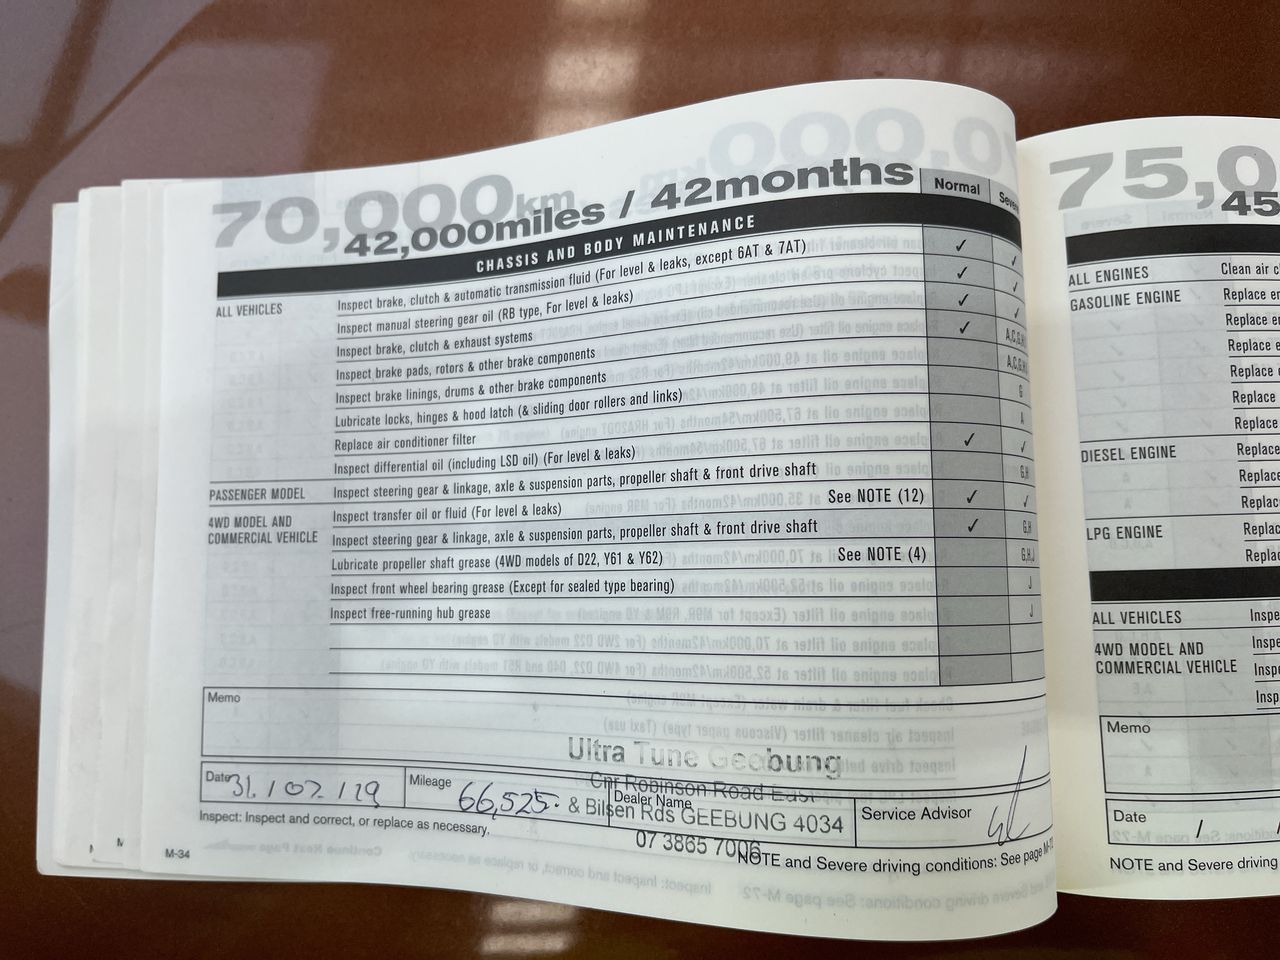 70,000km
42,000miles / 42months
Normal
CHASSIS AND BODY MAINTENANCE
ALL VEHICLES
Inspect brake, clutch & automatic transmission fluid (For level & leaks, except 6AT & 7AT) ✓ ✓
Inspect manual steering gear oil (RB type, For level & leaks) ✓ ✓
Inspect brake, clutch & exhaust systems ✓ ✓
Inspect brake pads, rotors & other brake components ✓ A,C,G,H
Inspect brake linings, drums & other brake components A,C,G,H
Lubricate locks, hinges & hood latch (& sliding door rollers and links) G
Replace air conditioner filter A
Inspect differential oil (including LSD oil) (For level & leaks) ✓ ✓
PASSENGER MODEL
Inspect steering gear & linkage, axle & suspension parts, propeller shaft & front drive shaft G,H
4WD MODEL AND
COMMERCIAL VEHICLE
Inspect transfer oil or fluid (For level & leaks) See NOTE (12) ✓ ✓
Inspect steering gear & linkage, axle & suspension parts, propeller shaft & front drive shaft ✓ G,H
Lubricate propeller shaft grease (4WD models of D22, Y61 & Y62) See NOTE (4) G,H,J
Inspect front wheel bearing grease (Except for sealed type bearing) J
Inspect free-running hub grease J
Memo
Ultra Tune Geebung
Cnr Robinson Road East
& Bilsen Rds GEEBUNG 4034
07 3865 7006
Date 31/07/19
Mileage 66,525.
Dealer Name
Service Advisor
Inspect: Inspect and correct, or replace as necessary.
NOTE and Severe driving conditions: See page M-72
M-34
75,0
45
ALL ENGINES
Clean air c
GASOLINE ENGINE
Replace en
Replace en
Replace e
Replace
Replace
Replace
DIESEL ENGINE
Replace
Replace
Replac
LPG ENGINE
Replac
Replac
ALL VEHICLES
Inspe
4WD MODEL AND
COMMERCIAL VEHICLE
Inspe
Insp
Insp
Memo
Date / /
NOTE and Severe driving